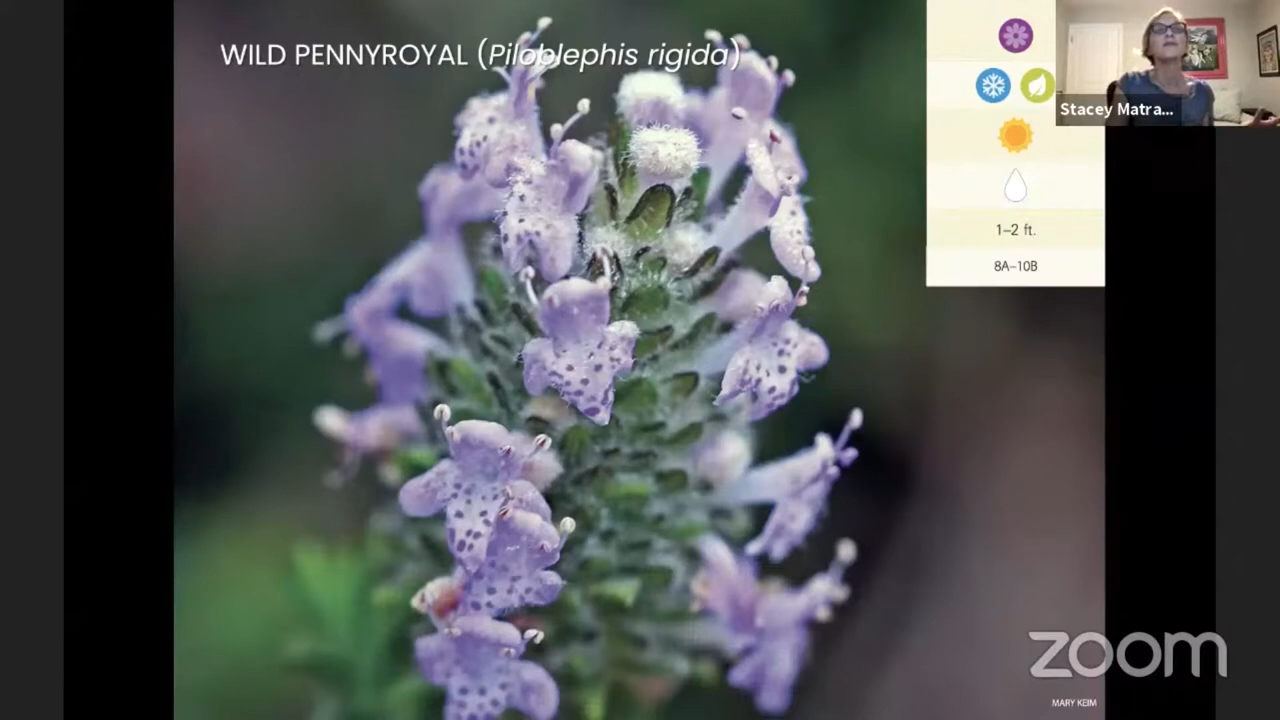 WILD PENNYROYAL (Piloblephis rigida)
Stacey Matra...
1–2 ft.
8A–10B
zoom
MARY KEIM